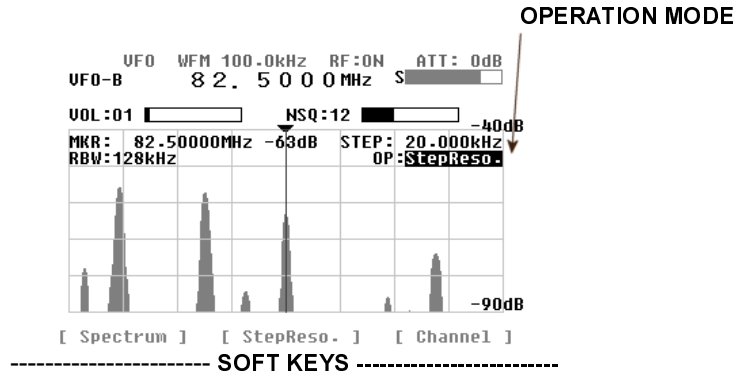 OPERATION MODE
VFO WFM 100.0kHz RF:ON ATT: 0dB
VFO-B 82. 5000MHz S
VOL:01 NSQ:12
-40dB
MKR: 82.50000MHz -63dB STEP: 20.000kHz
RBW:128kHz OP:StepReso.
-90dB
[ Spectrum ] [ StepReso. ] [ Channel ]
---------------------- SOFT KEYS ----------------------